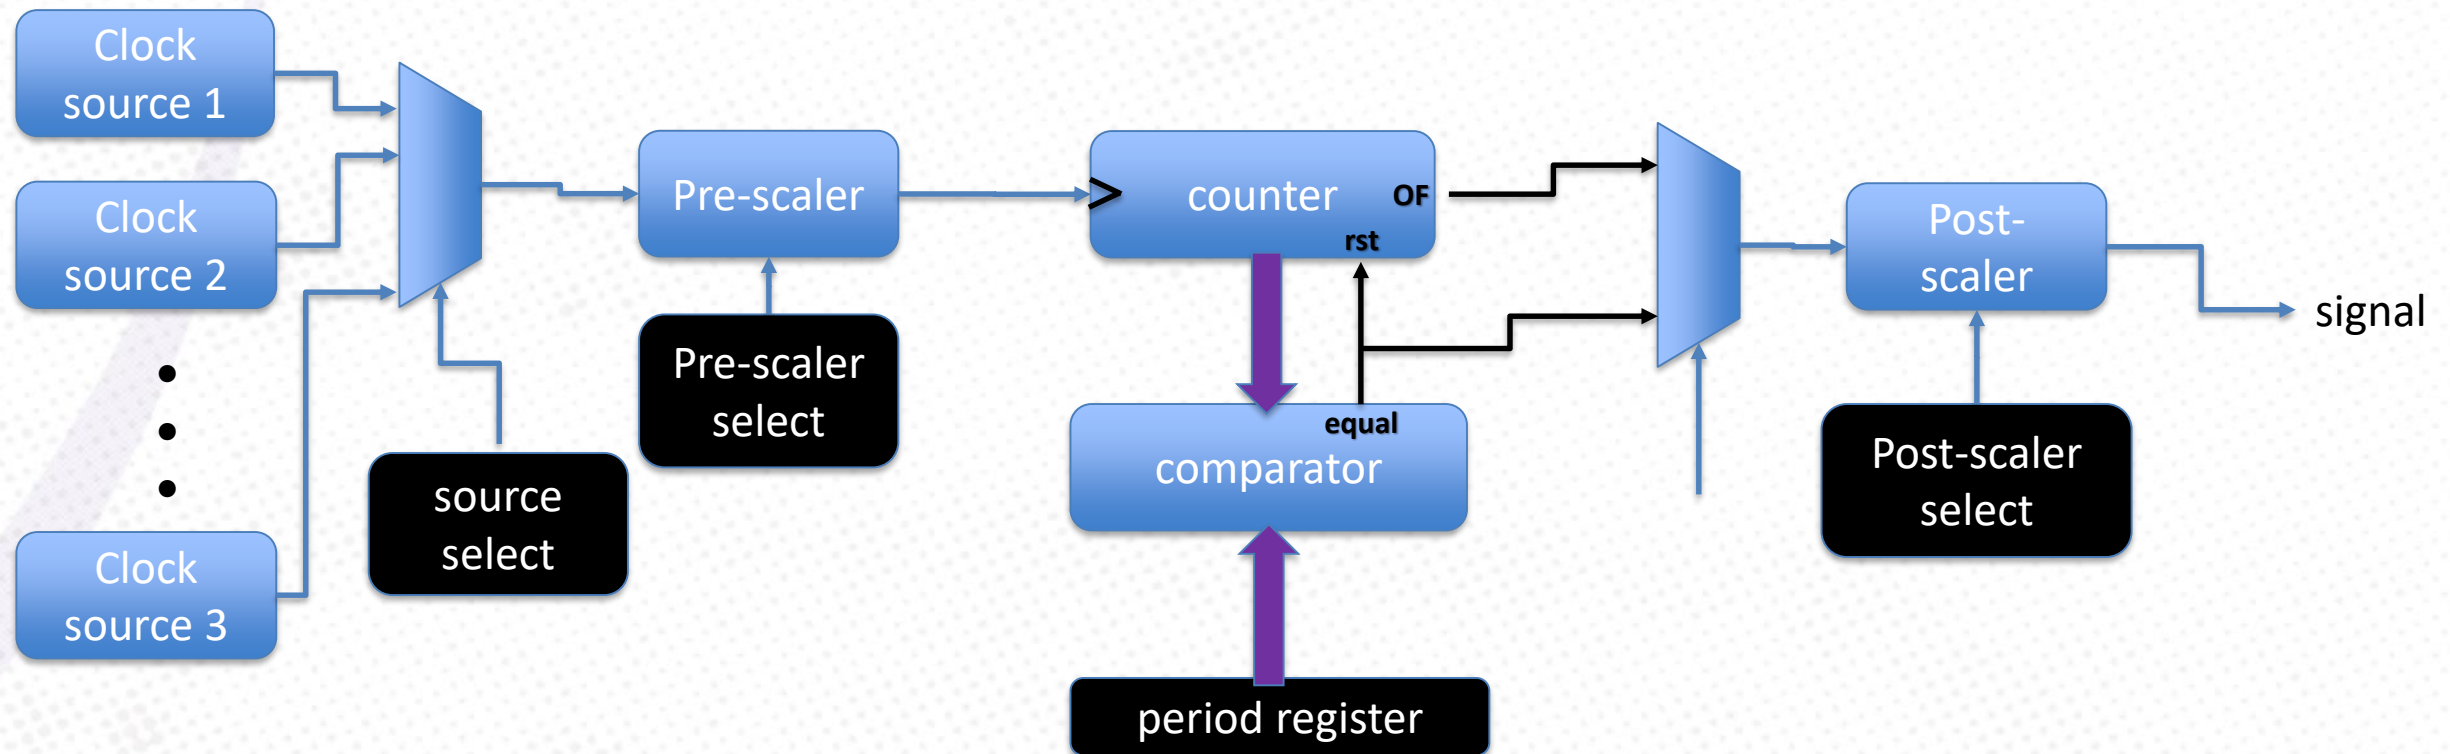 Clock
source 1
Clock
source 2
Clock
source 3
source
select
Pre-scaler
Pre-scaler
select
>
counter
OF
rst
equal
comparator
period register
Post-
scaler
Post-scaler
select
signal